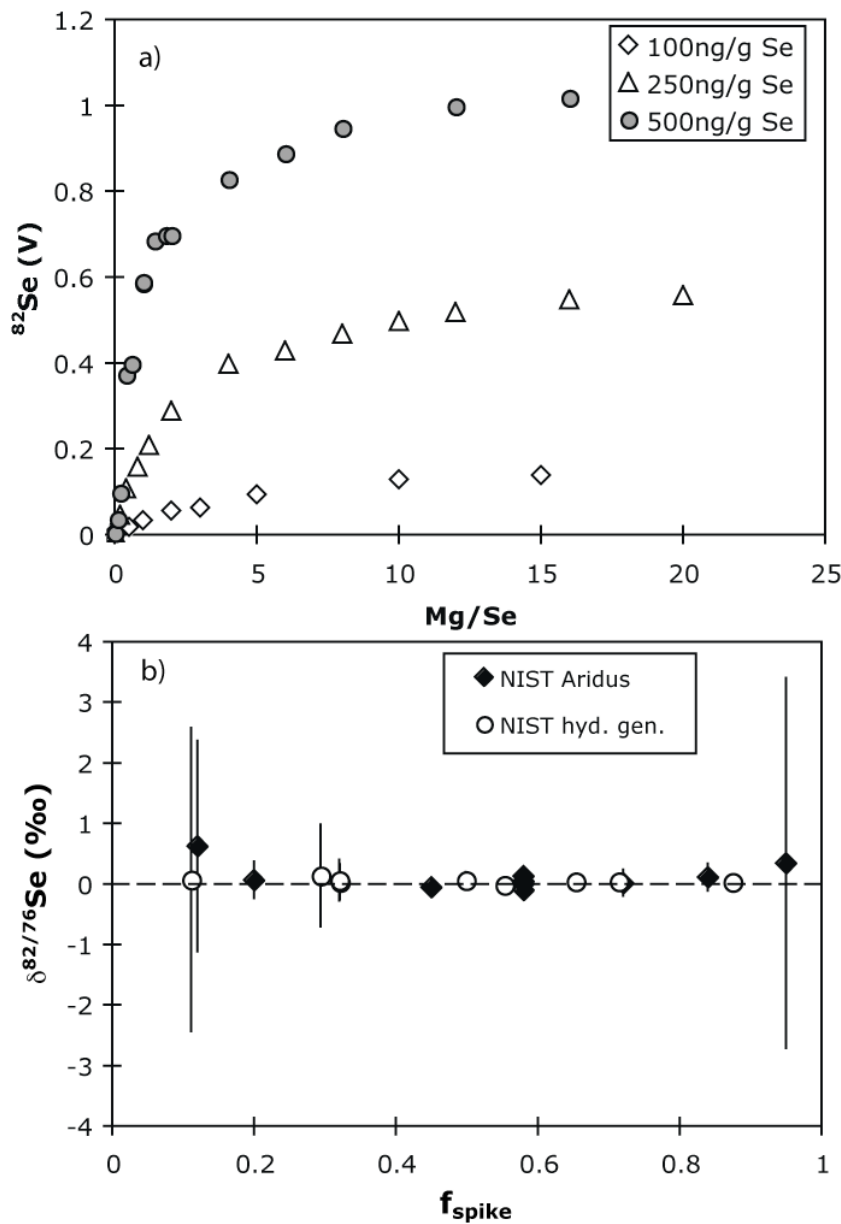 a)
100ng/g Se
250ng/g Se
500ng/g Se
1.2
1
0.8
0.6
0.4
0.2
0
⁸²Se (V)
0 5 10 15 20 25
Mg/Se
b)
NIST Aridus
NIST hyd. gen.
4
3
2
1
0
-1
-2
-3
-4
δ⁸²/⁷⁶Se (‰)
0 0.2 0.4 0.6 0.8 1
f_spike